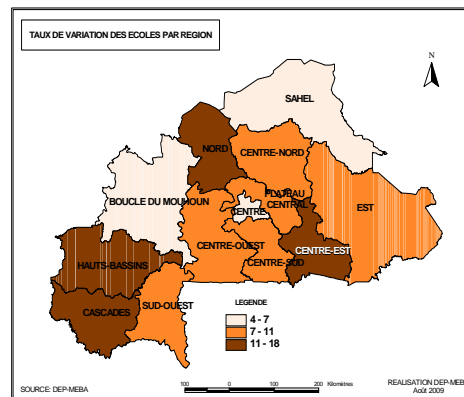 TAUX DE VARIATION DES ECOLES PAR REGION
N
SAHEL
NORD
CENTRE-NORD
BOUCLE DU MOUHOUN
PLATEAU
CENTRAL
CENTRE
EST
CENTRE-OUEST
CENTRE-EST
HAUTS-BASSINS
CENTRE-SUD
CASCADES
SUD-OUEST
LEGENDE
4 - 7
7 - 11
11 - 18
100 0 100 200 Kilomètres
SOURCE: DEP-MEBA
REALISATION DEP-MEB
Août 2009